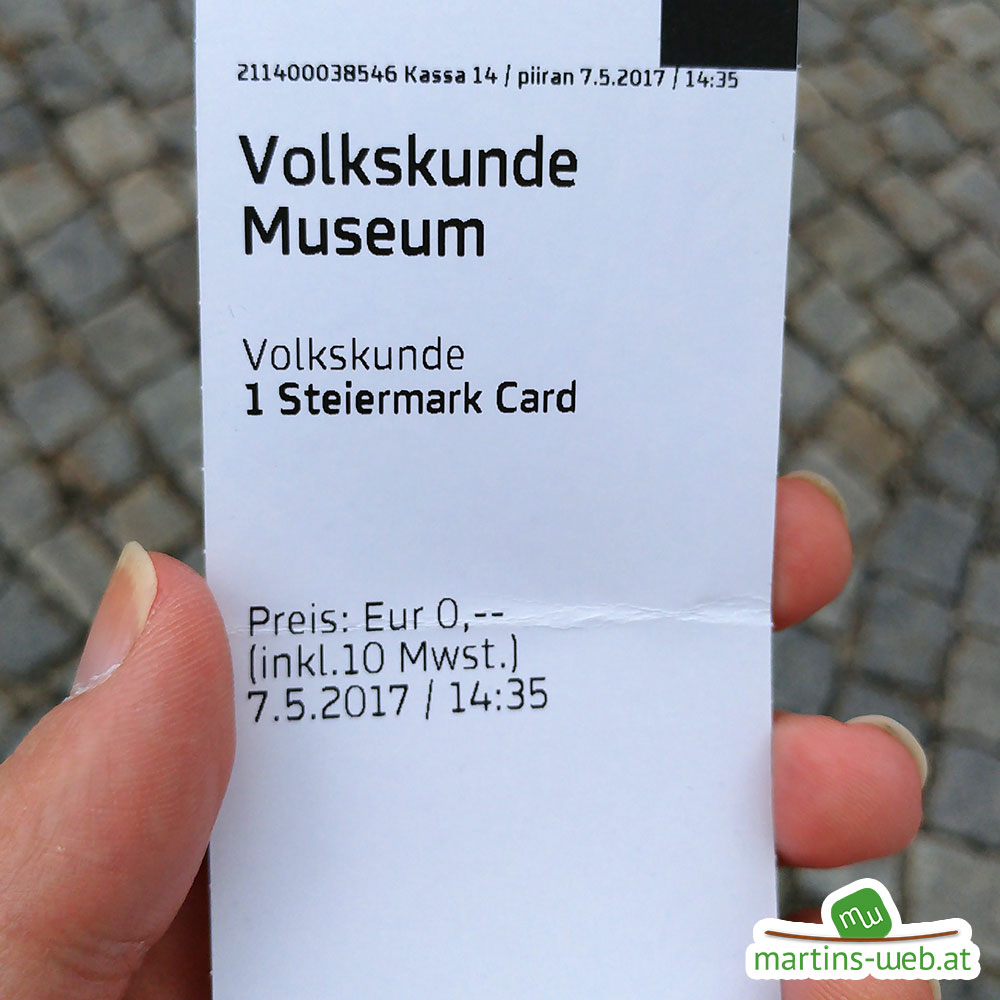 211400038546 Kassa 14 / piiran 7.5.2017 / 14:35
Volkskunde
Museum
Volkskunde
1 Steiermark Card
Preis: Eur 0,--
(inkl.10 Mwst.)
7.5.2017 / 14:35
mw
martins-web.at